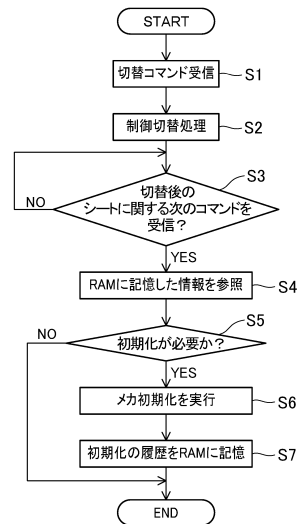 START
切替コマンド受信
S1
制御切替処理
S2
S3
切替後の
シートに関する次のコマンドを
受信？
NO
YES
RAMに記憶した情報を参照
S4
S5
初期化が必要か？
NO
YES
メカ初期化を実行
S6
初期化の履歴をRAMに記憶
S7
END